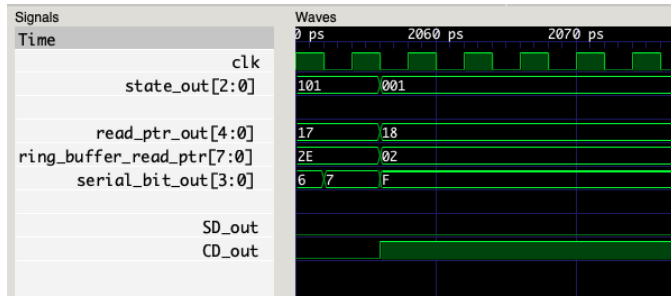 Signals
Waves
Time
0 ps 2060 ps 2070 ps
clk
state_out[2:0] 101 001
read_ptr_out[4:0] 17 18
ring_buffer_read_ptr[7:0] 2E 02
serial_bit_out[3:0] 6 7 F
SD_out
CD_out